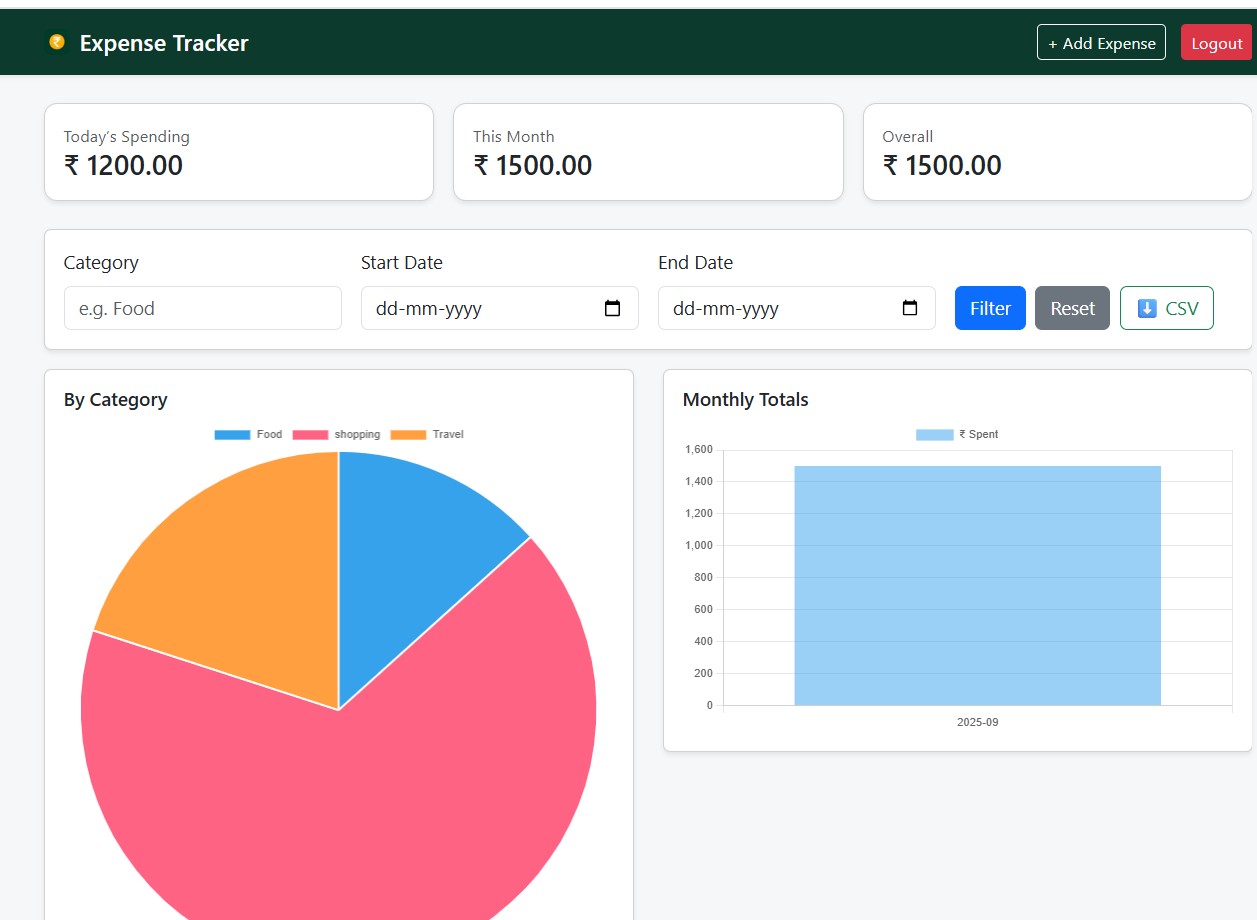 Expense Tracker
+ Add Expense
Logout
Today's Spending
₹ 1200.00
This Month
₹ 1500.00
Overall
₹ 1500.00
Category
Start Date
End Date
e.g. Food
dd-mm-yyyy
dd-mm-yyyy
Filter
Reset
CSV
By Category
Food
shopping
Travel
Monthly Totals
₹ Spent
1,600
1,400
1,200
1,000
800
600
400
200
0
2025-09